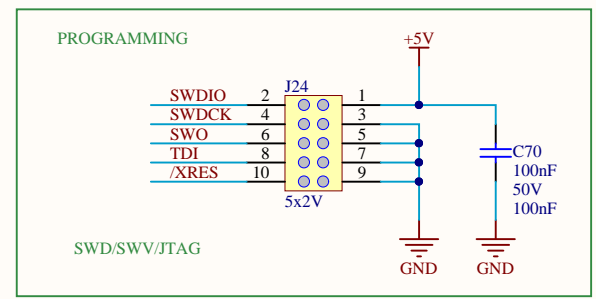 PROGRAMMING
+5V
J24
SWDIO 2 1
SWDCK 4 3
SWO 6 5
TDI 8 7
/XRES 10 9
5x2V
C70
100nF
50V
100nF
SWD/SWV/JTAG
GND GND